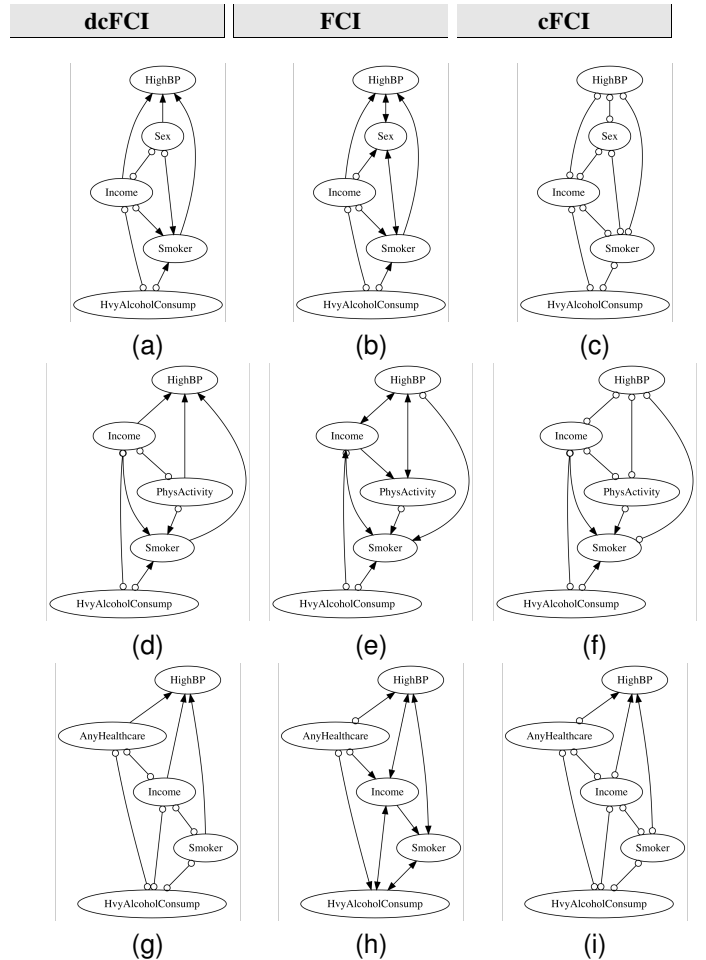 dcFCI FCI cFCI
HighBP HighBP HighBP
Sex Sex Sex
Income Income Income
Smoker Smoker Smoker
HvyAlcoholConsump HvyAlcoholConsump HvyAlcoholConsump
(a) (b) (c)
HighBP HighBP HighBP
Income Income Income
PhysActivity PhysActivity PhysActivity
Smoker Smoker Smoker
HvyAlcoholConsump HvyAlcoholConsump HvyAlcoholConsump
(d) (e) (f)
HighBP HighBP HighBP
AnyHealthcare AnyHealthcare AnyHealthcare
Income Income Income
Smoker Smoker Smoker
HvyAlcoholConsump HvyAlcoholConsump HvyAlcoholConsump
(g) (h) (i)